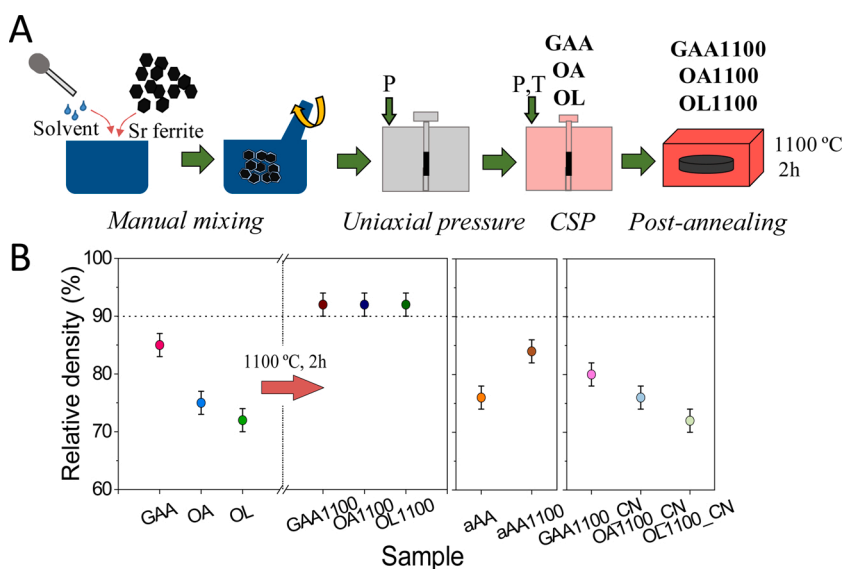 A
GAA
OA
OL
GAA1100
OA1100
OL1100
P
P,T
Solvent
Sr ferrite
1100 ºC
2h
Manual mixing
Uniaxial pressure
CSP
Post-annealing
B
Relative density (%)
100
90
80
70
60
1100 ºC, 2h
GAA
OA
OL
GAA1100
OA1100
OL1100
aAA
aAA1100
GAA1100_CN
OA1100_CN
OL1100_CN
Sample